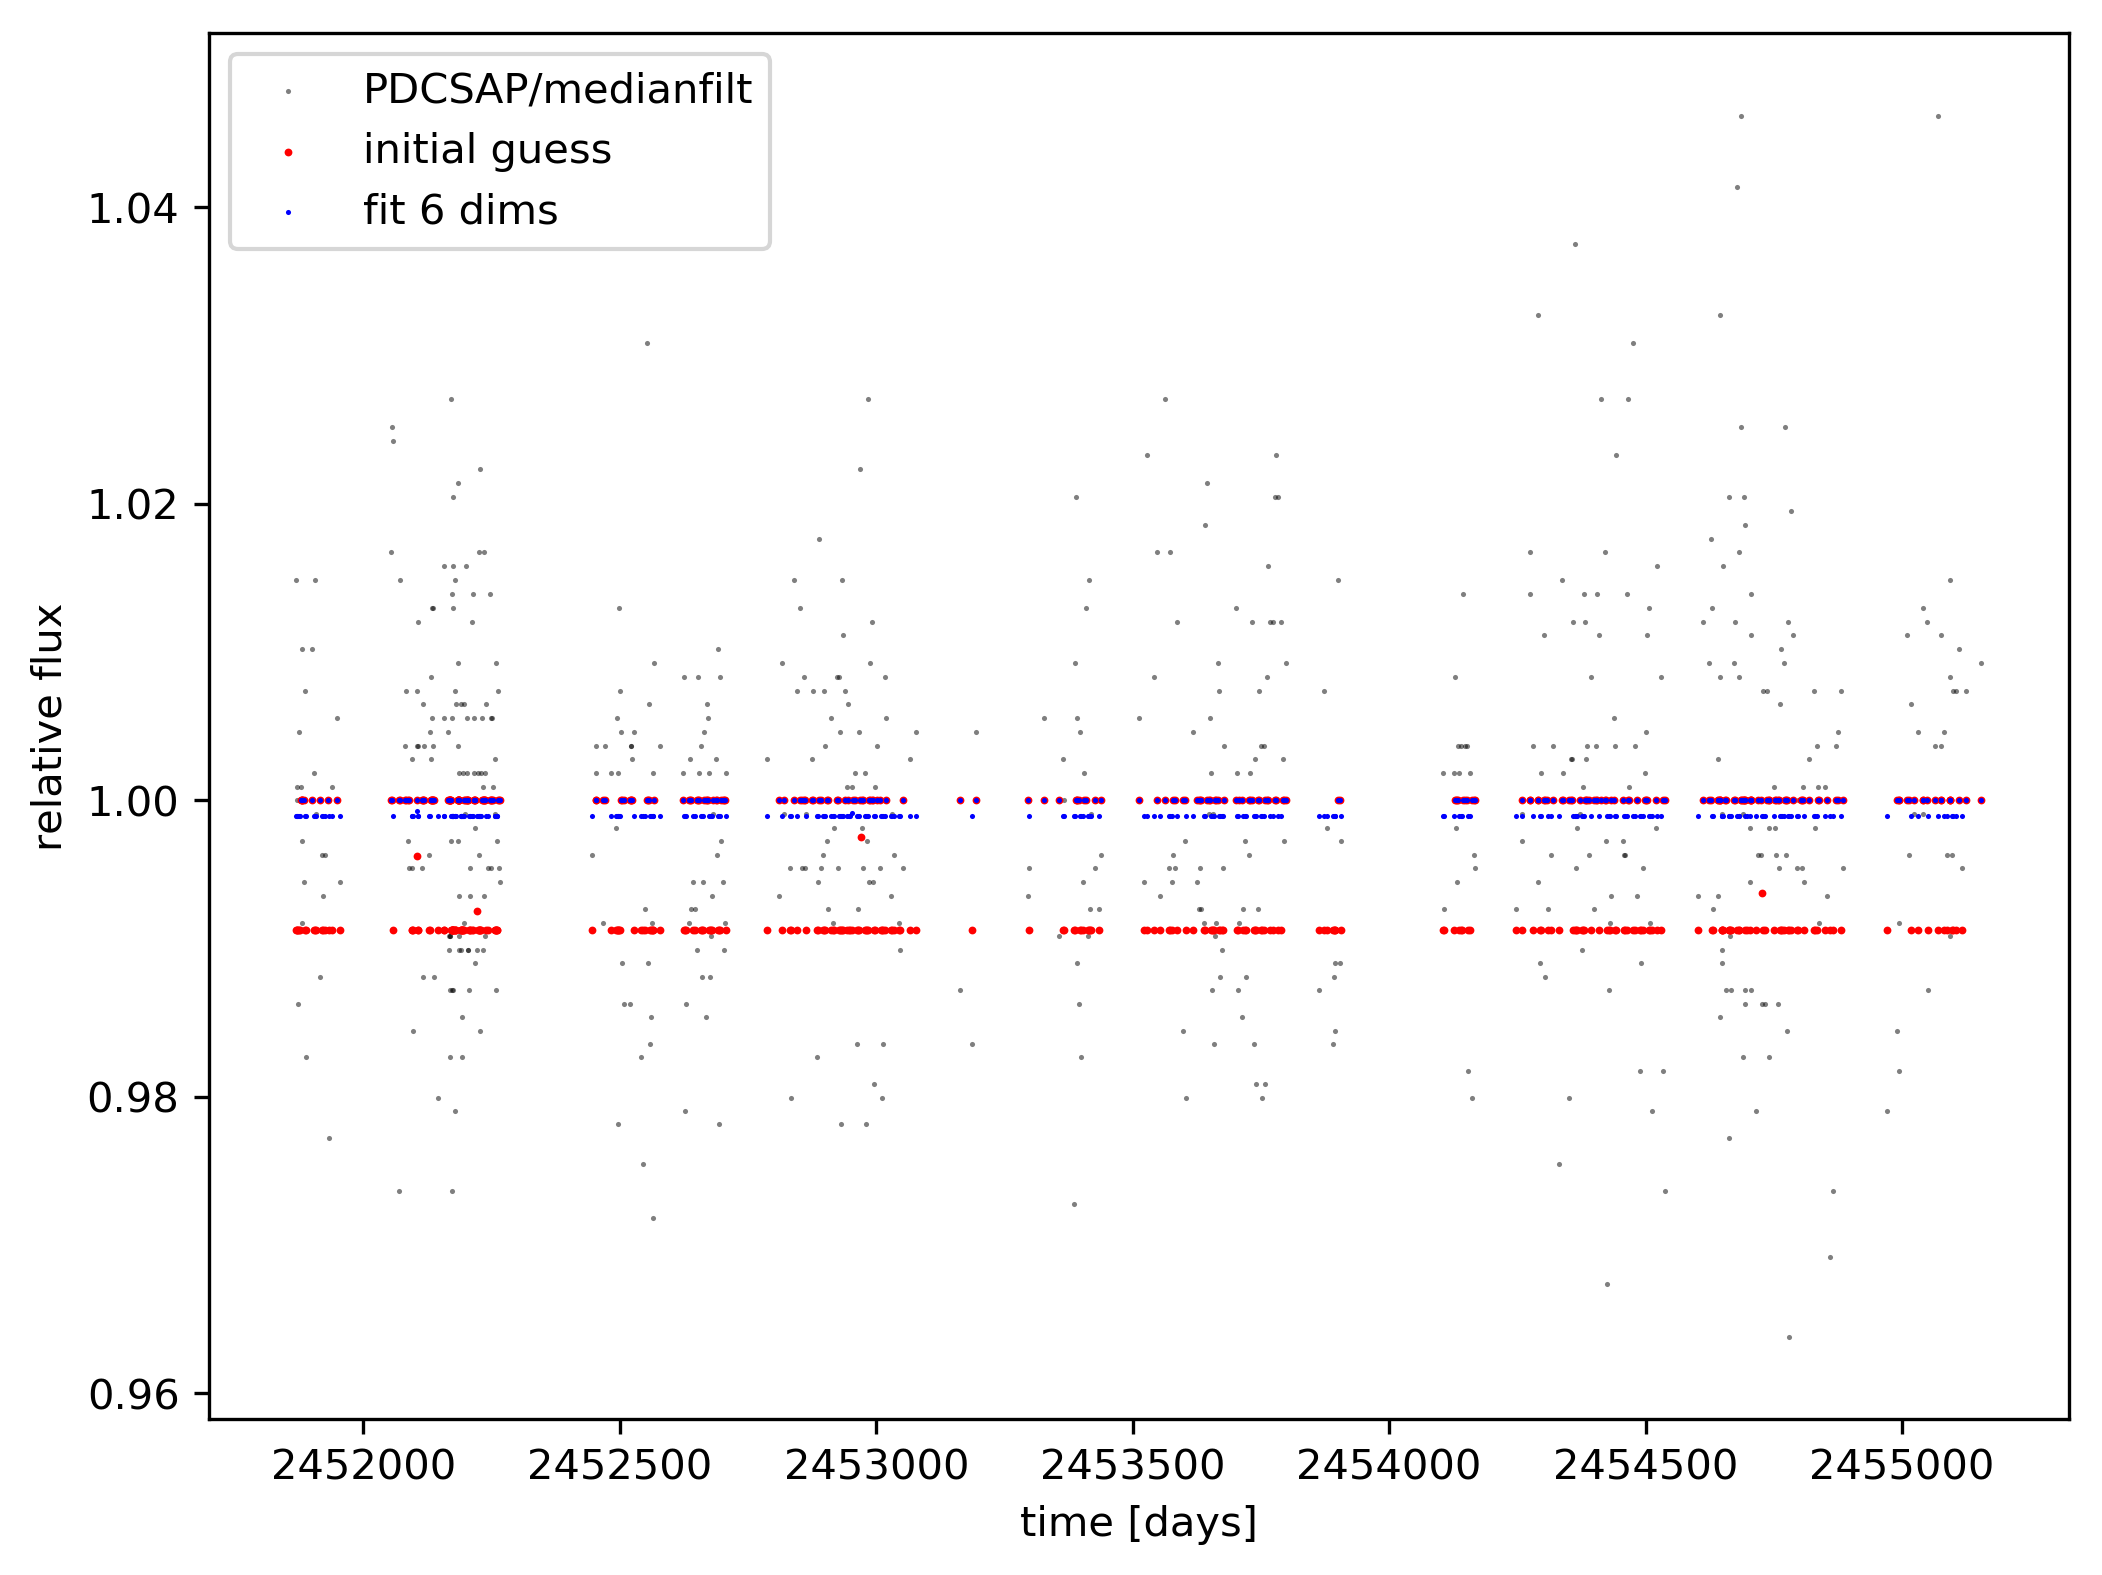 PDCSAP/medianfilt
initial guess
fit 6 dims
relative flux
1.04
1.02
1.00
0.98
0.96
2452000 2452500 2453000 2453500 2454000 2454500 2455000
time [days]